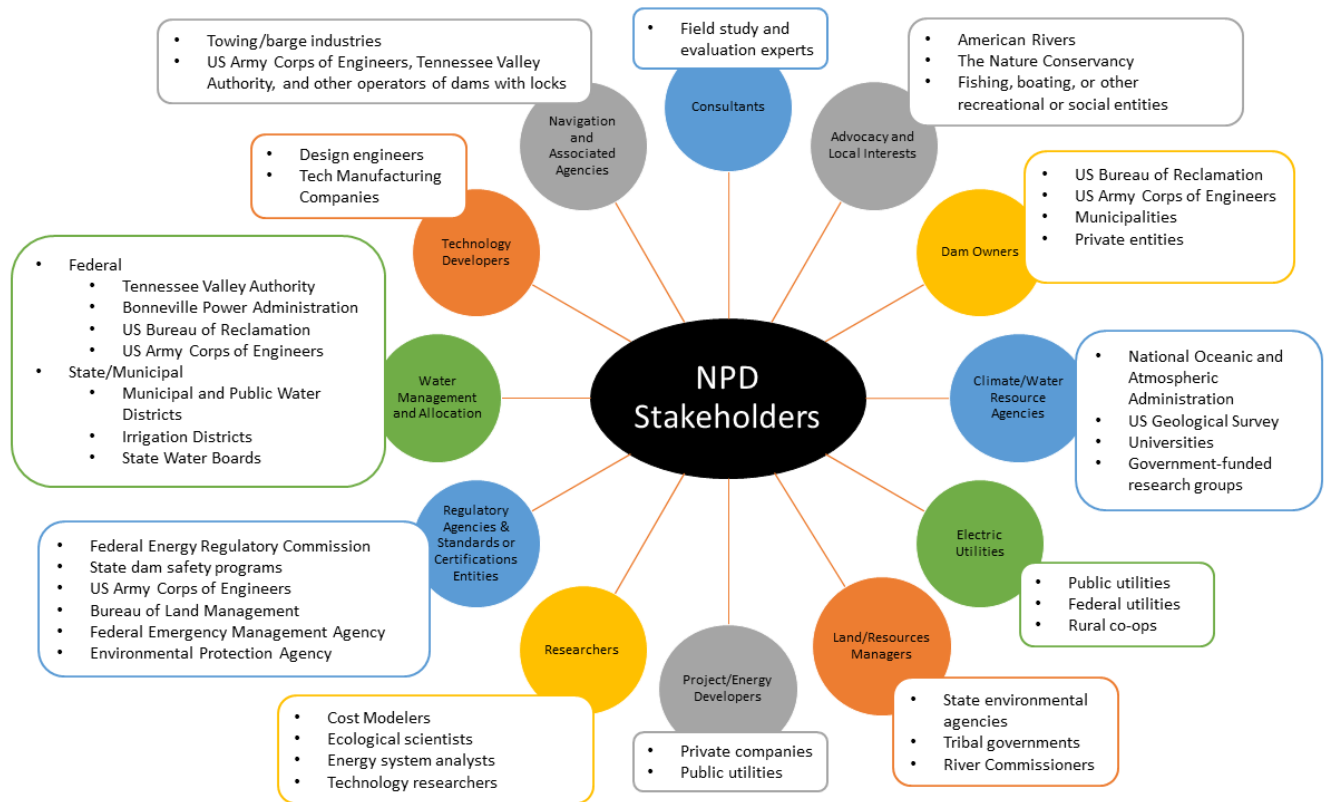 • Towing/barge industries
• US Army Corps of Engineers, Tennessee Valley
Authority, and other operators of dams with locks
Navigation
and
Associated
Agencies
• Field study and
evaluation experts
Consultants
• American Rivers
• The Nature Conservancy
• Fishing, boating, or other
recreational or social entities
Advocacy and
Local Interests
• Design engineers
• Tech Manufacturing
Companies
Technology
Developers
• US Bureau of Reclamation
• US Army Corps of Engineers
• Municipalities
• Private entities
Dam Owners
• Federal
• Tennessee Valley Authority
• Bonneville Power Administration
• US Bureau of Reclamation
• US Army Corps of Engineers
• State/Municipal
• Municipal and Public Water
Districts
• Irrigation Districts
• State Water Boards
Water
Management
and Allocation
NPD
Stakeholders
Climate/Water
Resource
Agencies
• National Oceanic and
Atmospheric
Administration
• US Geological Survey
• Universities
• Government-funded
research groups
• Federal Energy Regulatory Commission
• State dam safety programs
• US Army Corps of Engineers
• Bureau of Land Management
• Federal Emergency Management Agency
• Environmental Protection Agency
Regulatory
Agencies &
Standards or
Certifications
Entities
Electric
Utilities
• Public utilities
• Federal utilities
• Rural co-ops
Researchers
• Cost Modelers
• Ecological scientists
• Energy system analysts
• Technology researchers
Project/Energy
Developers
• Private companies
• Public utilities
Land/Resources
Managers
• State environmental
agencies
• Tribal governments
• River Commissioners